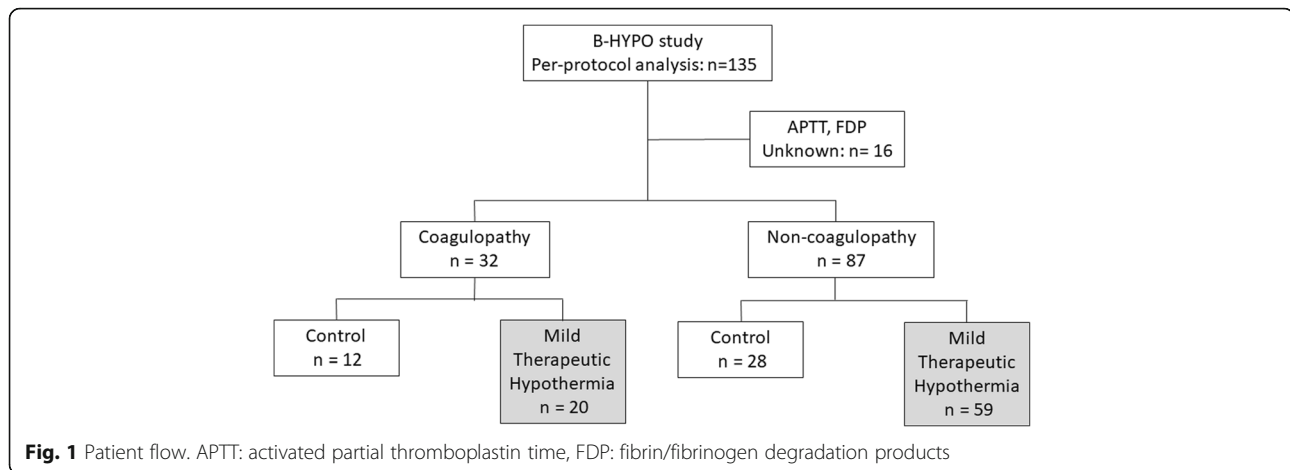 B-HYPO study
Per-protocol analysis: n=135
APTT, FDP
Unknown: n= 16
Coagulopathy
n = 32
Non-coagulopathy
n = 87
Control
n = 12
Mild
Therapeutic
Hypothermia
n = 20
Control
n = 28
Mild
Therapeutic
Hypothermia
n = 59
Fig. 1 Patient flow. APTT: activated partial thromboplastin time, FDP: fibrin/fibrinogen degradation products